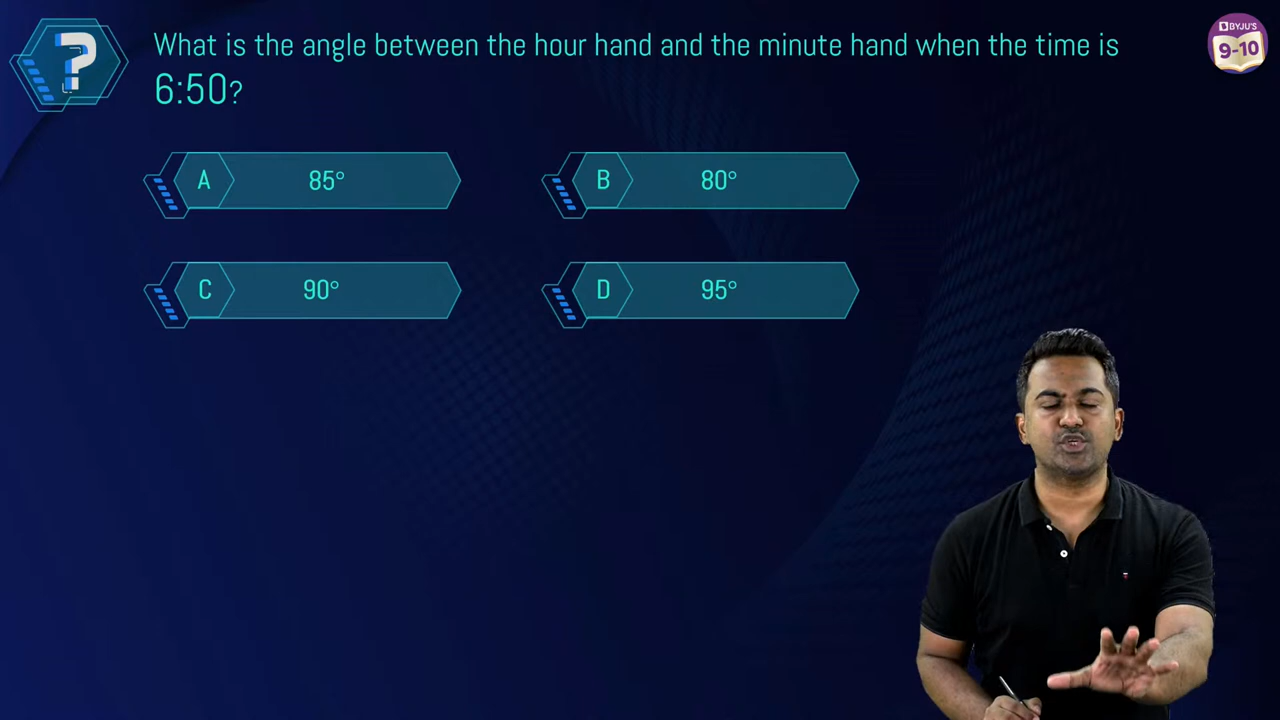 What is the angle between the hour hand and the minute hand when the time is
6:50?
BYJU'S
9-10
A 85°
B 80°
C 90°
D 95°